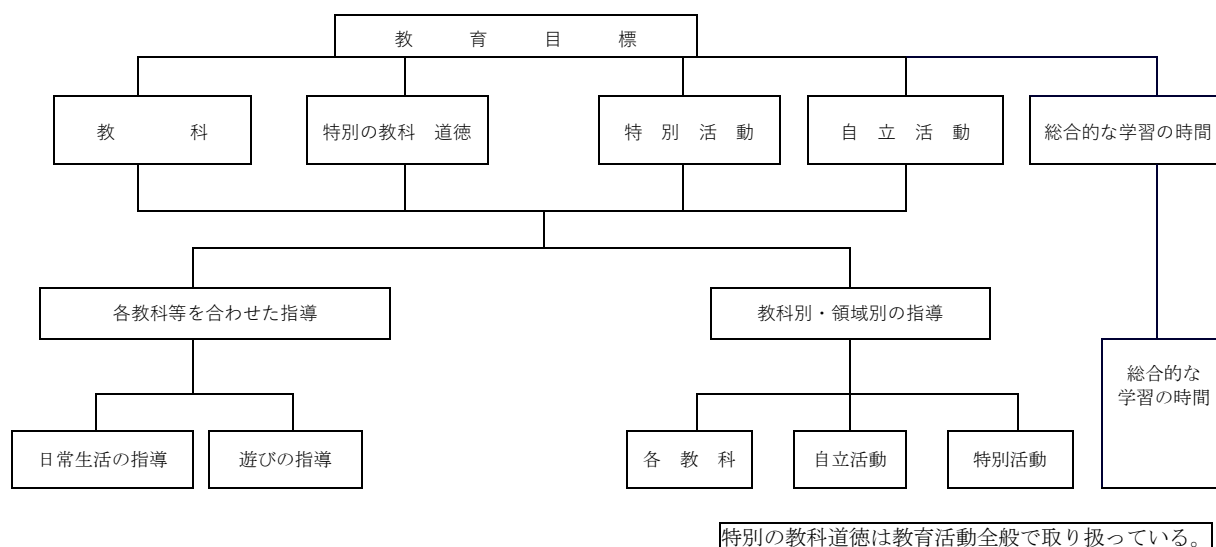 教育目標
教科
特別の教科 道徳
特別活動
自立活動
総合的な学習の時間
各教科等を合わせた指導
教科別・領域別の指導
総合的な
学習の時間
日常生活の指導
遊びの指導
各教科
自立活動
特別活動
特別の教科道徳は教育活動全般で取り扱っている。